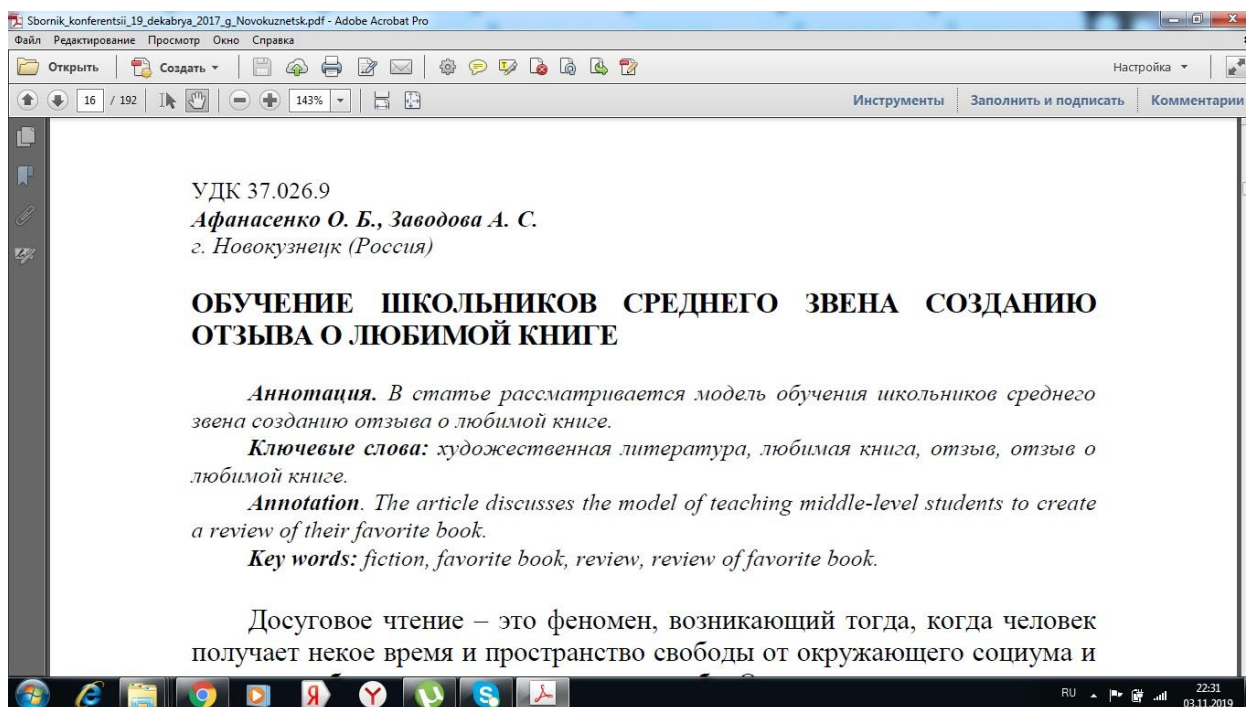 Sbornik_konferentsii_19_dekabrya_2017_g_Novokuznetsk.pdf - Adobe Acrobat Pro
Файл Редактирование Просмотр Окно Справка
Открыть Создать Настройка
16 / 192 143% Инструменты Заполнить и подписать Комментарии
УДК 37.026.9
Афанасенко О. Б., Заводова А. С.
г. Новокузнецк (Россия)
ОБУЧЕНИЕ ШКОЛЬНИКОВ СРЕДНЕГО ЗВЕНА СОЗДАНИЮ
ОТЗЫВА О ЛЮБИМОЙ КНИГЕ
Аннотация. В статье рассматривается модель обучения школьников среднего
звена созданию отзыва о любимой книге.
Ключевые слова: художественная литература, любимая книга, отзыв, отзыв о
любимой книге.
Annotation. The article discusses the model of teaching middle-level students to create
a review of their favorite book.
Key words: fiction, favorite book, review, review of favorite book.
Досуговое чтение – это феномен, возникающий тогда, когда человек
получает некое время и пространство свободы от окружающего социума и
RU 22:31
03.11.2019